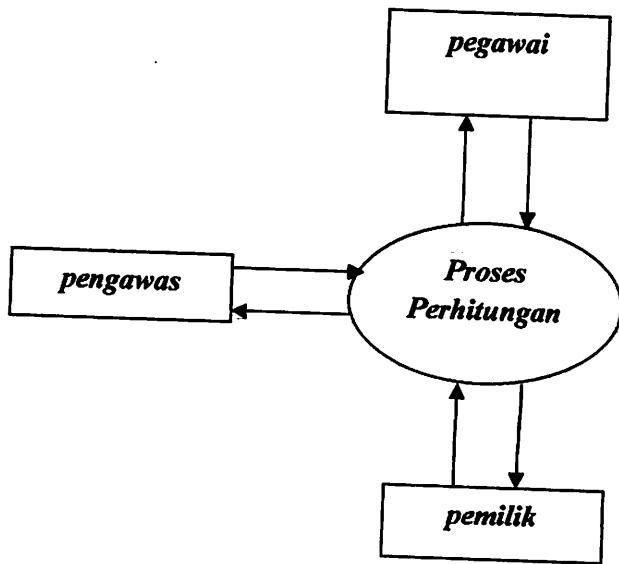 pegawai
pengawas
Proses
Perhitungan
pemilik